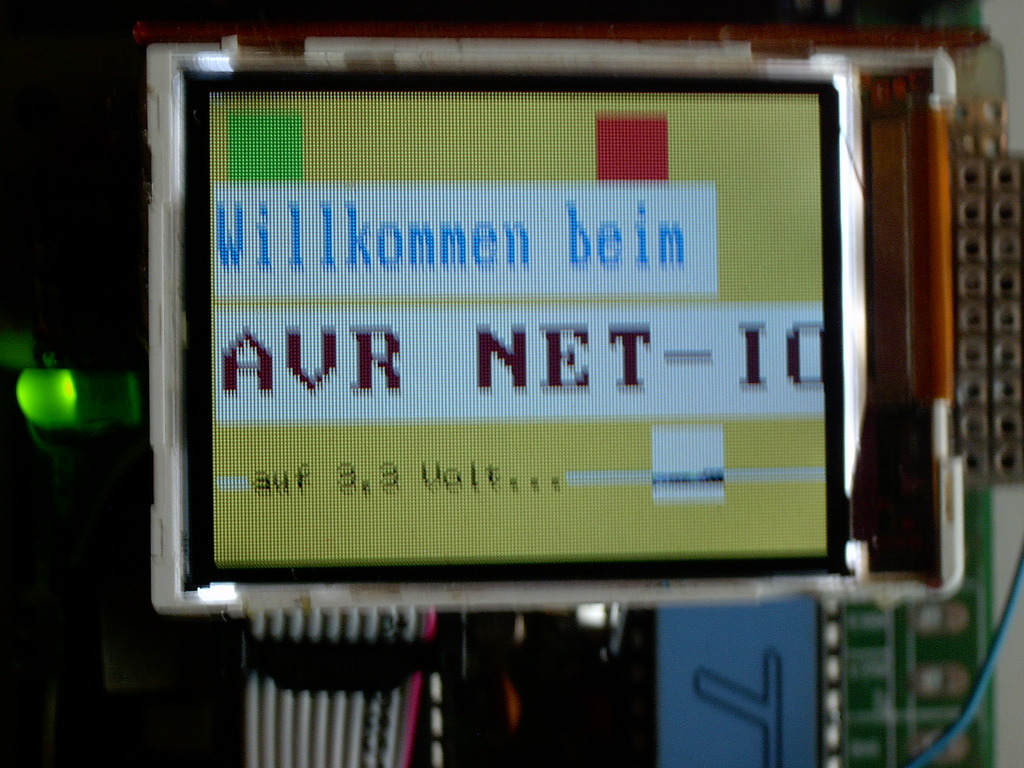 Willkommen beim
AVR NET-IO
auf 3,3 Volt...